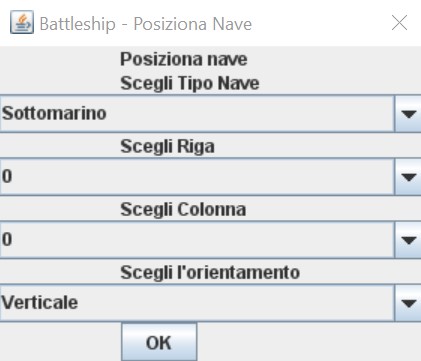 Battleship - Posiziona Nave
Posiziona nave
Scegli Tipo Nave
Sottomarino
Scegli Riga
0
Scegli Colonna
0
Scegli l'orientamento
Verticale
OK